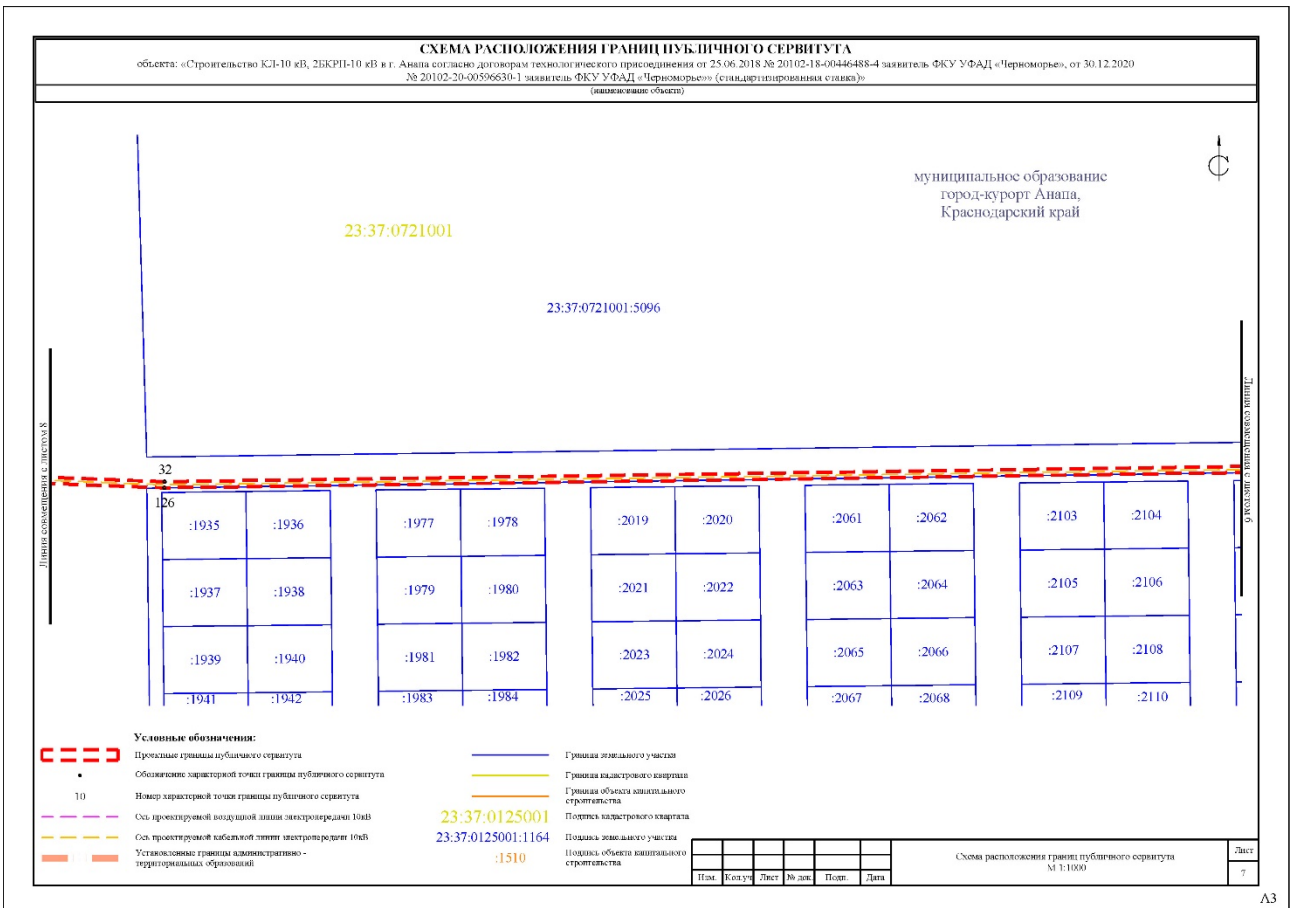 СХЕМА РАСПОЛОЖЕНИЯ ГРАНИЦ ПУБЛИЧНОГО СЕРВИТУТА
объекта: «Строительство КЛ-10 кВ, 2БКРП-10 кВ в г. Анапа согласно договорам технологического присоединения от 25.06.2018 № 20102-18-00446488-4 заявитель ФКУ УФАД «Черноморье», от 30.12.2020
№ 20102-20-00596630-1 заявитель ФКУ УФАД «Черноморье»» (стандартизированная ставка)»
(наименование объекта)
С
муниципальное образование
город-курорт Анапа,
Краснодарский край
23:37:0721001
23:37:0721001:5096
Линия совмещения с листом 8
Линия совмещения с листом 6
32
126
:1935 :1936 :1977 :1978 :2019 :2020 :2061 :2062 :2103 :2104
:1937 :1938 :1979 :1980 :2021 :2022 :2063 :2064 :2105 :2106
:1939 :1940 :1981 :1982 :2023 :2024 :2065 :2066 :2107 :2108
:1941 :1942 :1983 :1984 :2025 :2026 :2067 :2068 :2109 :2110
Условные обозначения:
Проектные границы публичного сервитута
Обозначение характерной точки границы публичного сервитута
10 Номер характерной точки границы публичного сервитута
Ось проектируемой воздушной линии электропередачи 10кВ
Ось проектируемой кабельной линии электропередачи 10кВ
Установленные границы административно -
территориальных образований
Граница земельного участка
Граница кадастрового квартала
Граница объекта капитального
строительства
23:37:0125001 Подпись кадастрового квартала
23:37:0125001:1164 Подпись земельного участка
:1510 Подпись объекта капитального
строительства
Изм. Кол.уч Лист № док. Подп. Дата
Схема расположения границ публичного сервитута
М 1:1000
Лист
7
А3